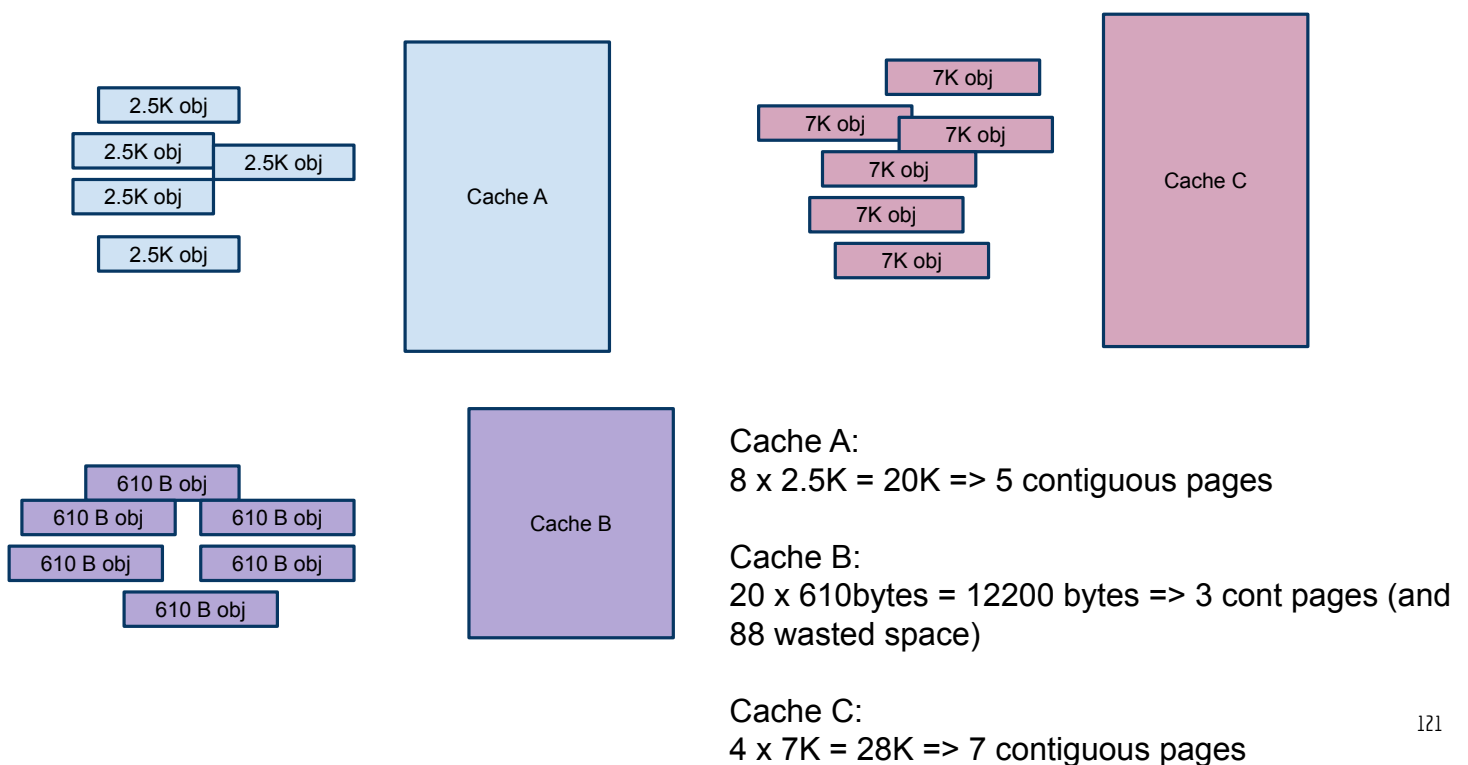 2.5K obj
2.5K obj
2.5K obj
2.5K obj
2.5K obj
Cache A
7K obj
7K obj
7K obj
7K obj
7K obj
7K obj
Cache C
610 B obj
610 B obj
610 B obj
610 B obj
610 B obj
610 B obj
Cache B
Cache A:
8 x 2.5K = 20K => 5 contiguous pages
Cache B:
20 x 610bytes = 12200 bytes => 3 cont pages (and
88 wasted space)
Cache C:
4 x 7K = 28K => 7 contiguous pages
121